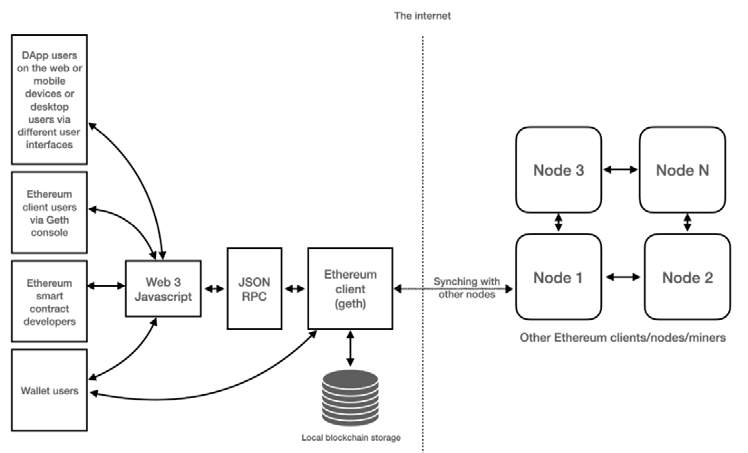 The internet
DApp users
on the web or
mobile
devices or
desktop
users via
different user
interfaces
Ethereum
client users
via Geth
console
Ethereum
smart
contract
developers
Wallet users
Web 3
Javascript
JSON
RPC
Ethereum
client
(geth)
Local blockchain storage
Synching with
other nodes
Node 3
Node N
Node 1
Node 2
Other Ethereum clients/nodes/miners